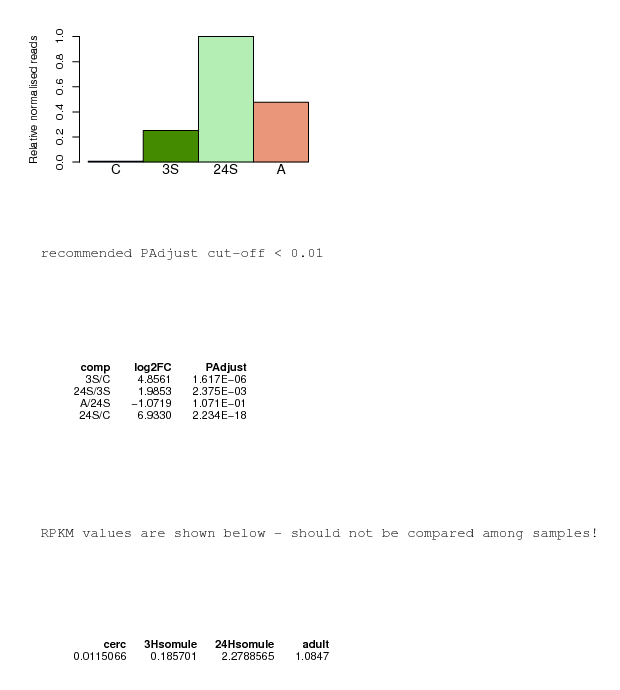 Relative normalised reads
1.0
0.8
0.6
0.4
0.2
0.0
C 3S 24S A
recommended PAdjust cut-off < 0.01
comp log2FC PAdjust
3S/C 4.8561 1.617E-06
24S/3S 1.9853 2.375E-03
A/24S -1.0719 1.071E-01
24S/C 6.9330 2.234E-18
RPKM values are shown below - should not be compared among samples!
cerc 3Hsomule 24Hsomule adult
0.0115066 0.185701 2.2788565 1.0847